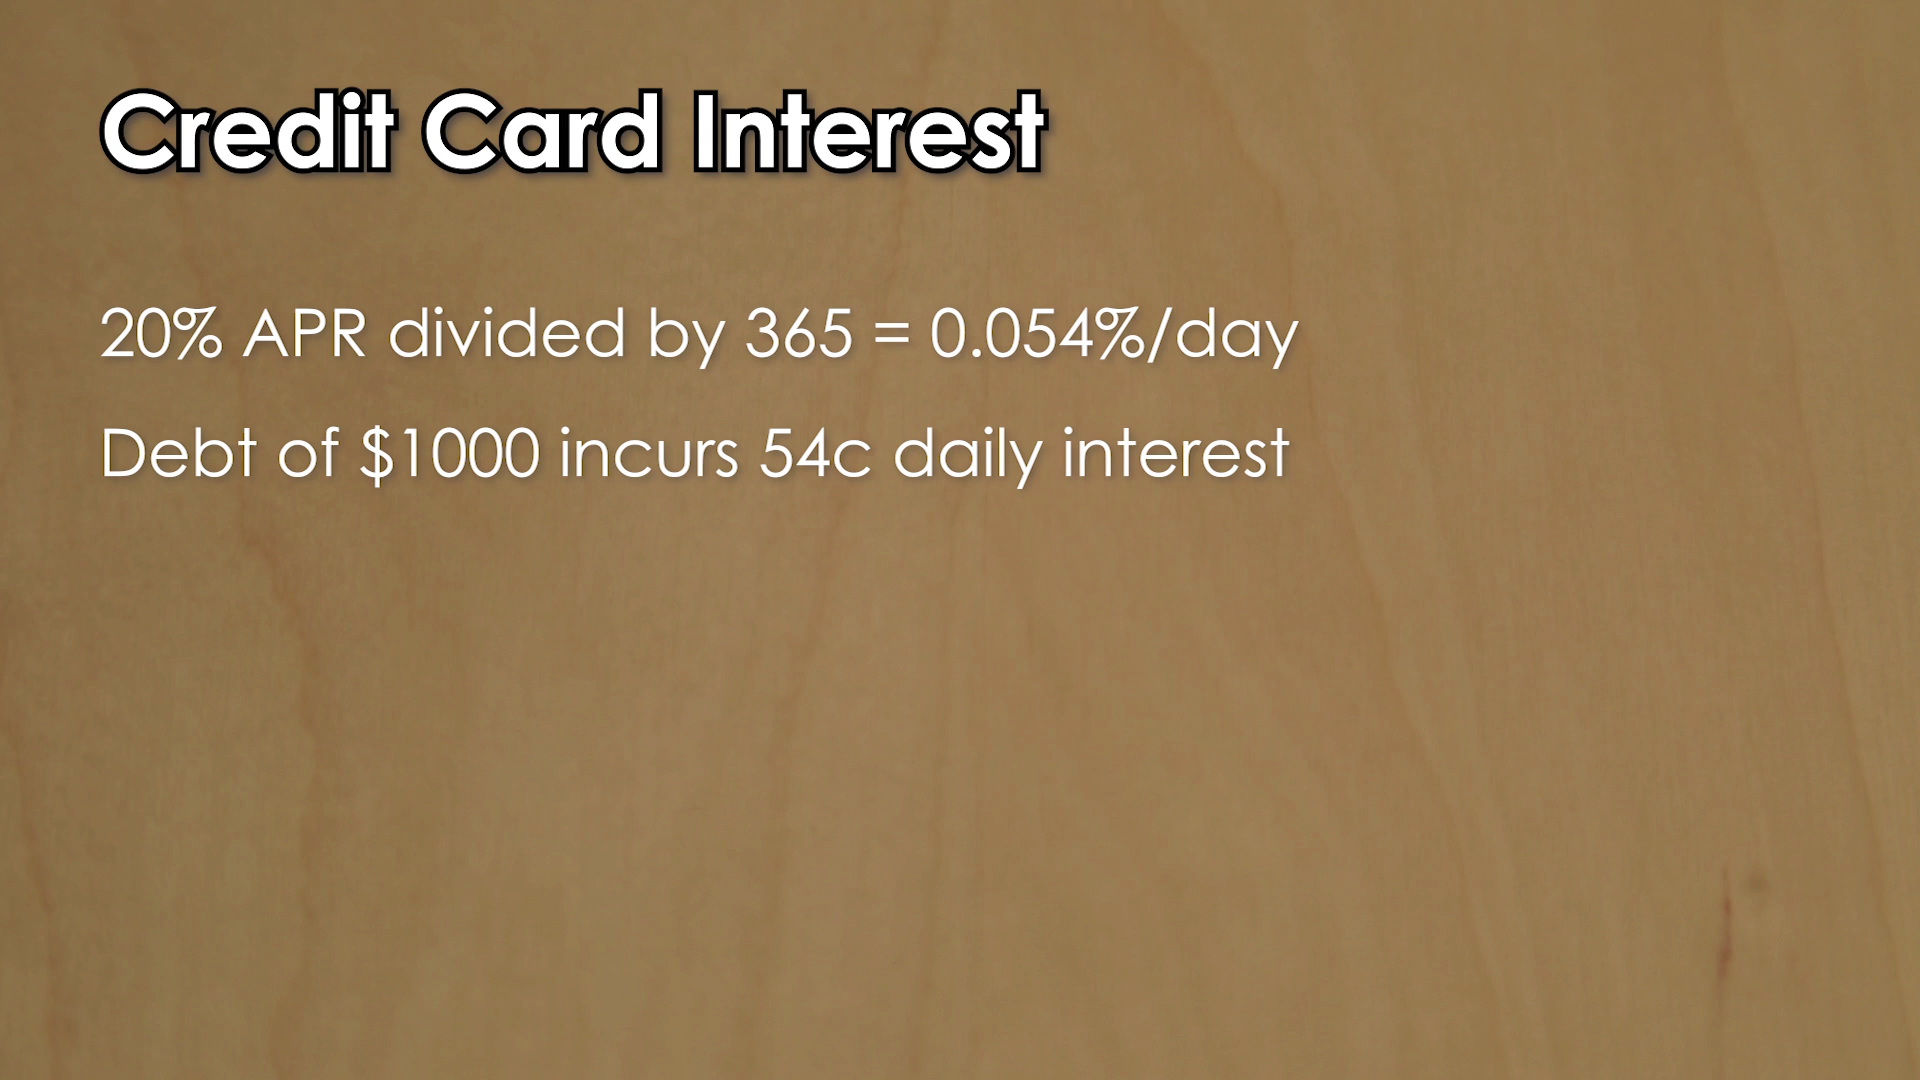 Credit Card Interest
20% APR divided by 365 = 0.054%/day
Debt of $1000 incurs 54c daily interest